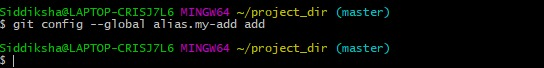 Siddiksha@LAPTOP-CRISJ7L6 MINGW64 ~/project_dir (master)
$ git config --global alias.my-add add
Siddiksha@LAPTOP-CRISJ7L6 MINGW64 ~/project_dir (master)
$